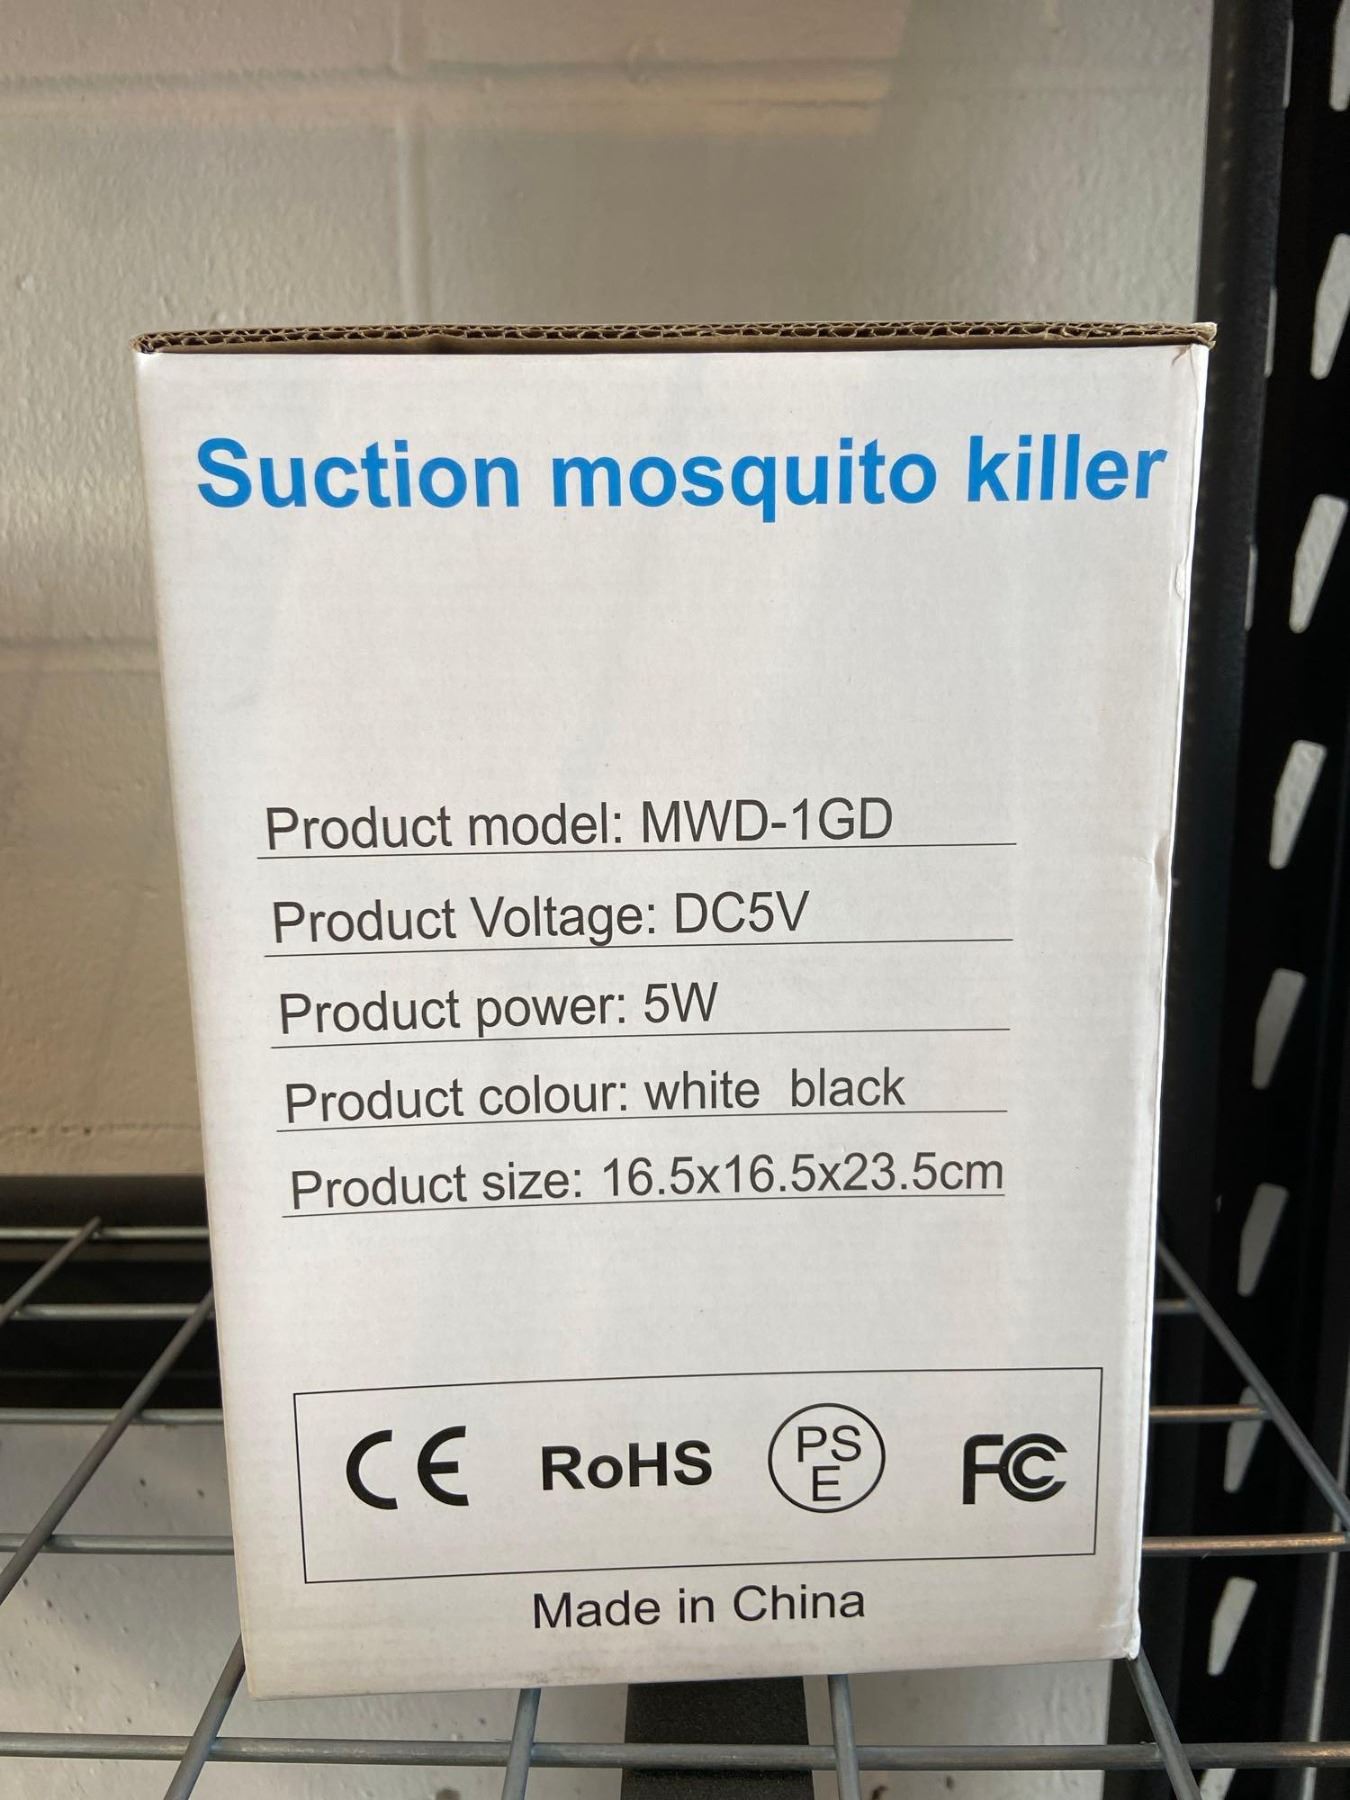 Suction mosquito killer
Product model: MWD-1GD
Product Voltage: DC5V
Product power: 5W
Product colour: white  black
Product size: 16.5x16.5x23.5cm
CE RoHS PSE FC
Made in China